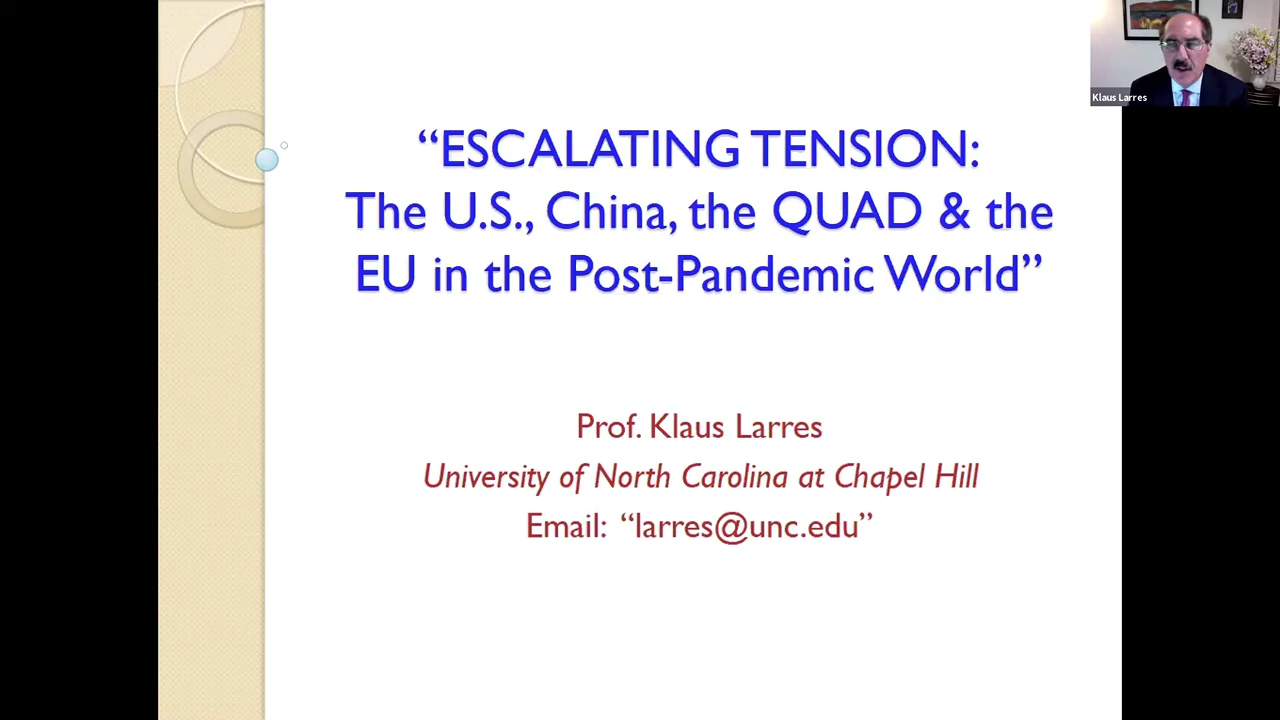 Klaus Larres
“ESCALATING TENSION:
The U.S., China, the QUAD & the
EU in the Post-Pandemic World”
Prof. Klaus Larres
University of North Carolina at Chapel Hill
Email: “larres@unc.edu”